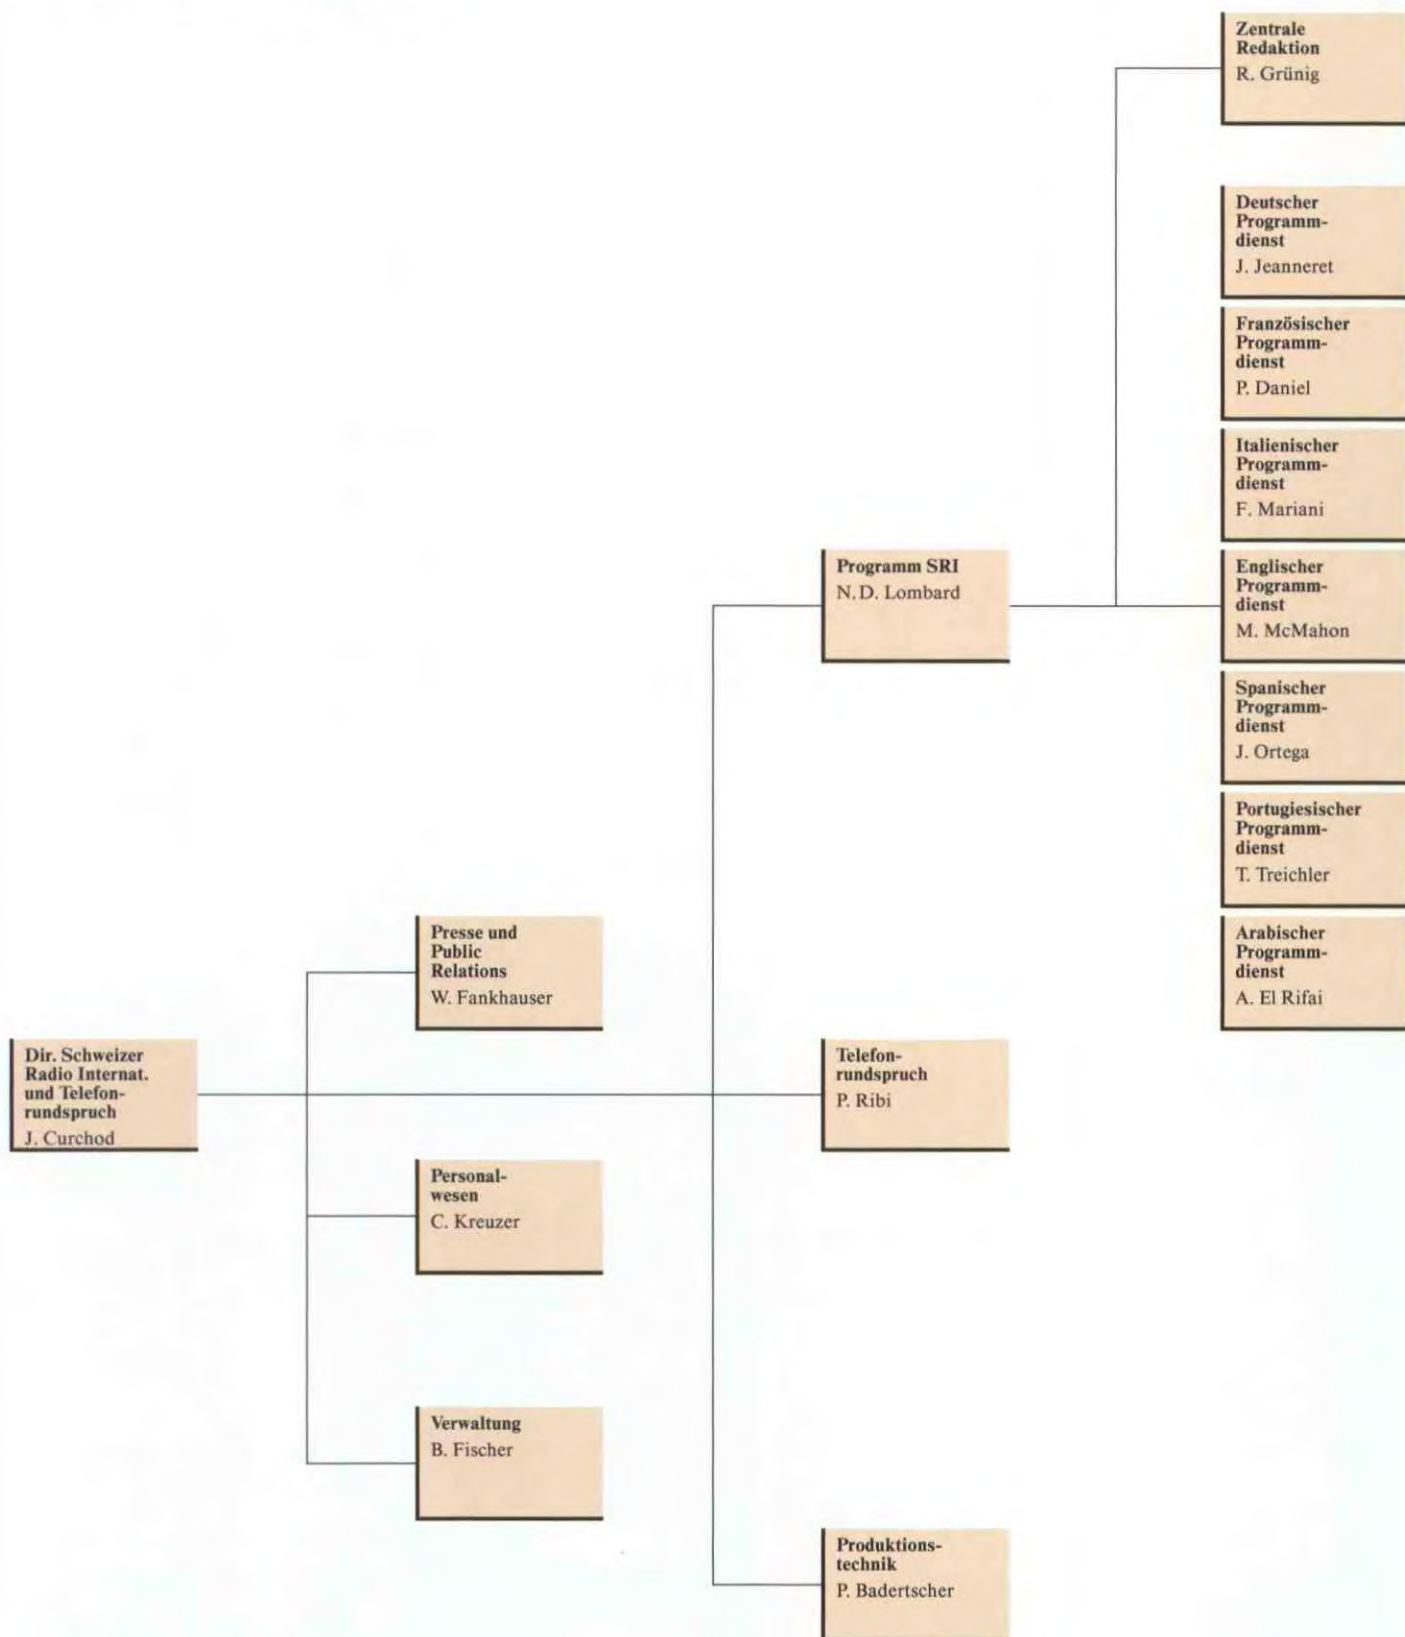 Zentrale
Redaktion
R. Grünig
Deutscher
Programm-
dienst
J. Jeanneret
Französischer
Programm-
dienst
P. Daniel
Italienischer
Programm-
dienst
F. Mariani
Programm SRI
N. D. Lombard
Englischer
Programm-
dienst
M. McMahon
Spanischer
Programm-
dienst
J. Ortega
Portugiesischer
Programm-
dienst
T. Treichler
Presse und
Public
Relations
W. Fankhauser
Arabischer
Programm-
dienst
A. El Rifai
Dir. Schweizer
Radio Internat.
und Telefon-
rundspruch
J. Curchod
Telefon-
rundspruch
P. Ribi
Personal-
wesen
C. Kreuzer
Verwaltung
B. Fischer
Produktions-
technik
P. Badertscher